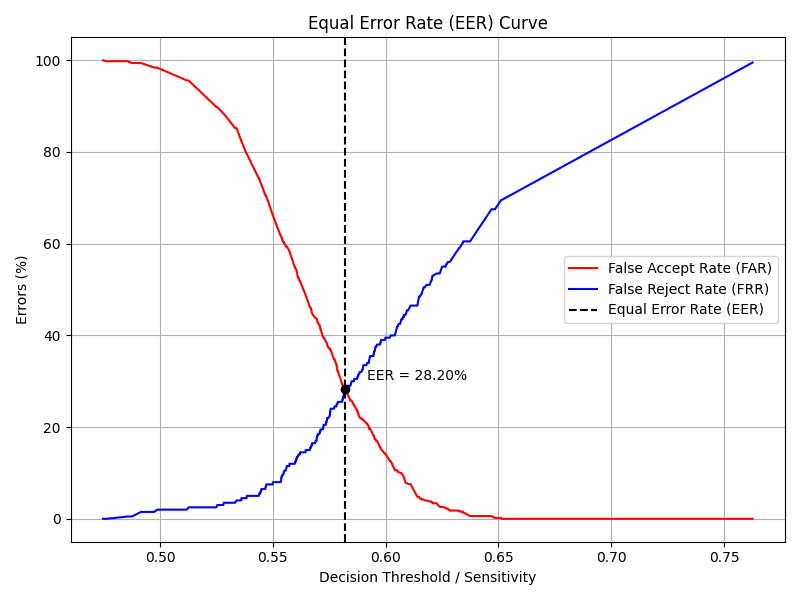 Equal Error Rate (EER) Curve
Errors (%)
100
80
60
40
20
0
EER = 28.20%
False Accept Rate (FAR)
False Reject Rate (FRR)
Equal Error Rate (EER)
0.50
0.55
0.60
0.65
0.70
0.75
Decision Threshold / Sensitivity